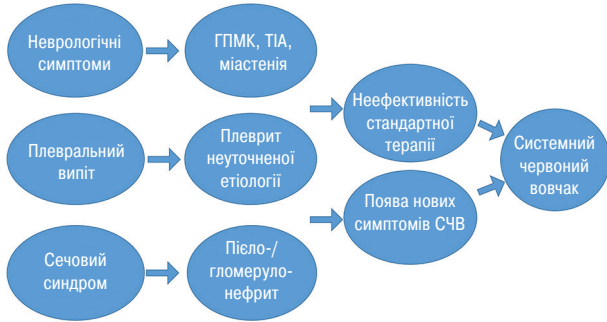 Неврологічні
симптоми
ГПМК, ТІА,
міастенія
Плевральний
випіт
Плеврит
неуточненої
етіології
Сечовий
синдром
Пієло-/
гломеруло-
нефрит
Неефективність
стандартної
терапії
Поява нових
симптомів СЧВ
Системний
червоний
вовчак